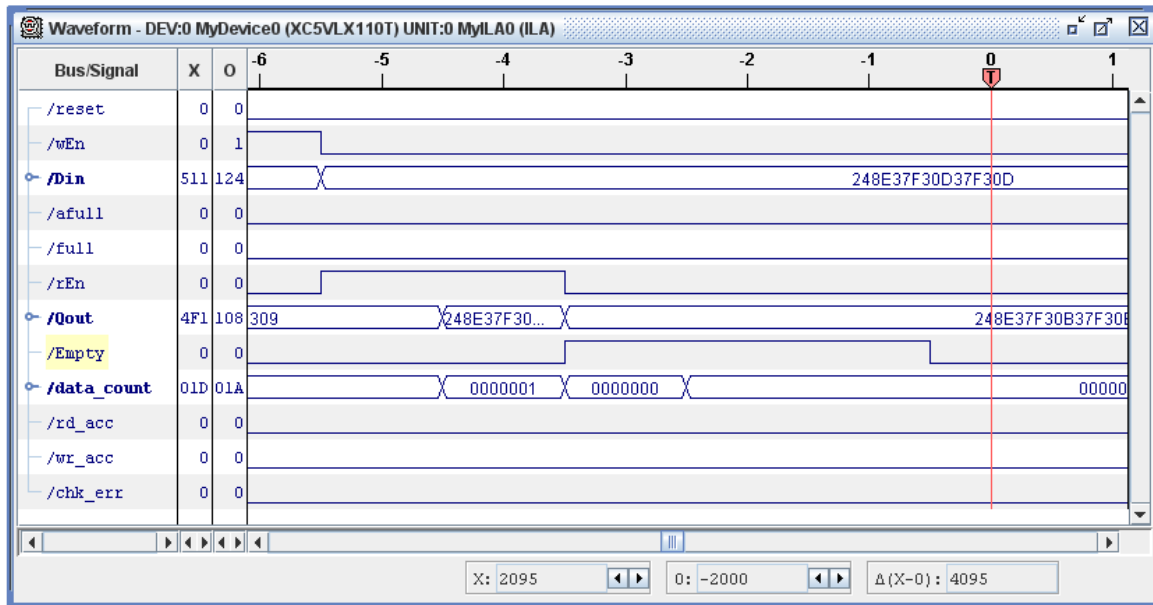 Waveform - DEV:0 MyDevice0 (XC5VLX110T) UNIT:0 MyILA0 (ILA)
Bus/Signal X O -6 -5 -4 -3 -2 -1 0 1
T
/reset 0 0
/wEn 0 1
/Din 511 124 248E37F30D37F30D
/afull 0 0
/full 0 0
/rEn 0 0
/Qout 4F1 108 309 248E37F30... 248E37F30B37F30
/Empty 0 0
/data_count 01D 01A 0000001 0000000 00000
/rd_acc 0 0
/wr_acc 0 0
/chk_err 0 0
X: 2095 O: -2000 Δ(X-O): 4095